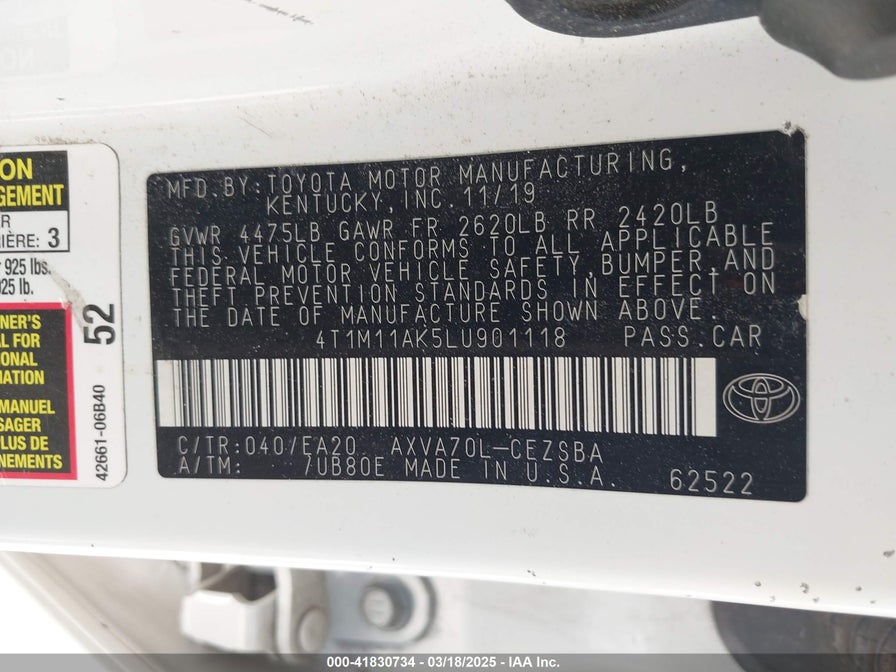 ON
GEMENT
R
IÈRE: 3
925 lbs.
025 lb.
NER'S
AL FOR
IONAL
MATION
MANUEL
SAGER
PLUS DE
NEMENTS
52
42661-06B40
MFD.BY:TOYOTA MOTOR MANUFACTURING,
KENTUCKY,INC.11/19
GVWR 4475LB GAWR FR 2620LB RR 2420LB
THIS VEHICLE CONFORMS TO ALL APPLICABLE
FEDERAL MOTOR VEHICLE SAFETY,BUMPER,AND
THEFT PREVENTION STANDARDS IN EFFECT ON
THE DATE OF MANUFACTURE SHOWN ABOVE.
4T1M11AK5LU901118 PASS.CAR
C/TR:040/EA20 AXVA70L-CEZSBA
A/TM: 7UB80E MADE IN U.S.A.
62522
000-41830734 - 03/18/2025 - IAA Inc.